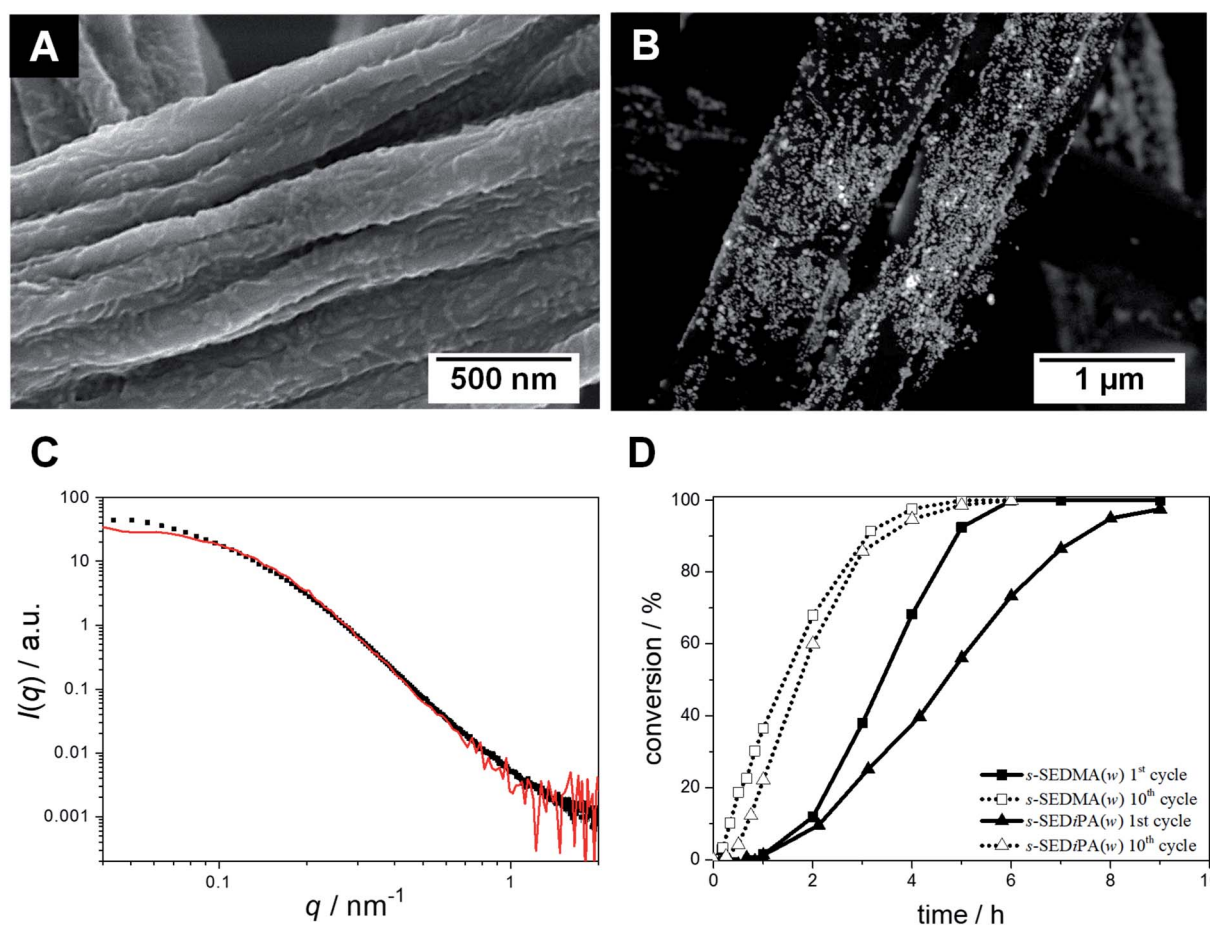 A
500 nm
B
1 µm
C
100
10
1
0.1
0.01
0.001
I(q) / a.u.
0.1
1
q / nm-1
D
100
80
60
40
20
0
conversion / %
s-SEDMA(w) 1st cycle
s-SEDMA(w) 10th cycle
s-SEDiPA(w) 1st cycle
s-SEDiPA(w) 10th cycle
0
2
4
6
8
1
time / h